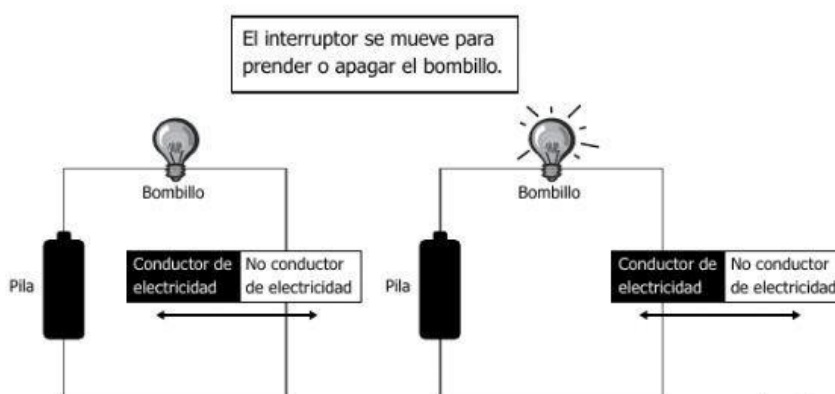 El interruptor se mueve para
prender o apagar el bombillo.
Bombillo
Pila
Conductor de
electricidad
No conductor
de electricidad
Bombillo
Pila
Conductor de
electricidad
No conductor
de electricidad